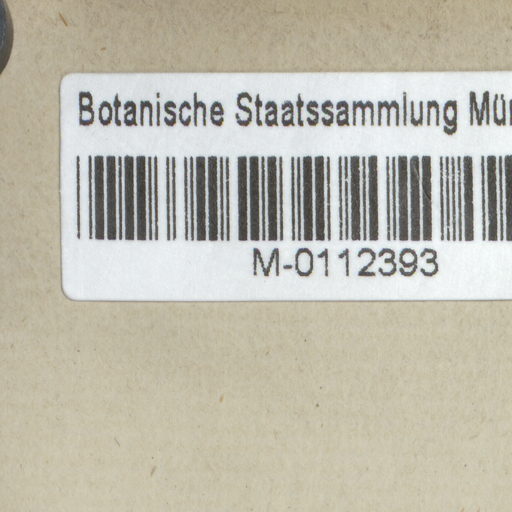 Botanische Staatssammlung Mün
M-0112393